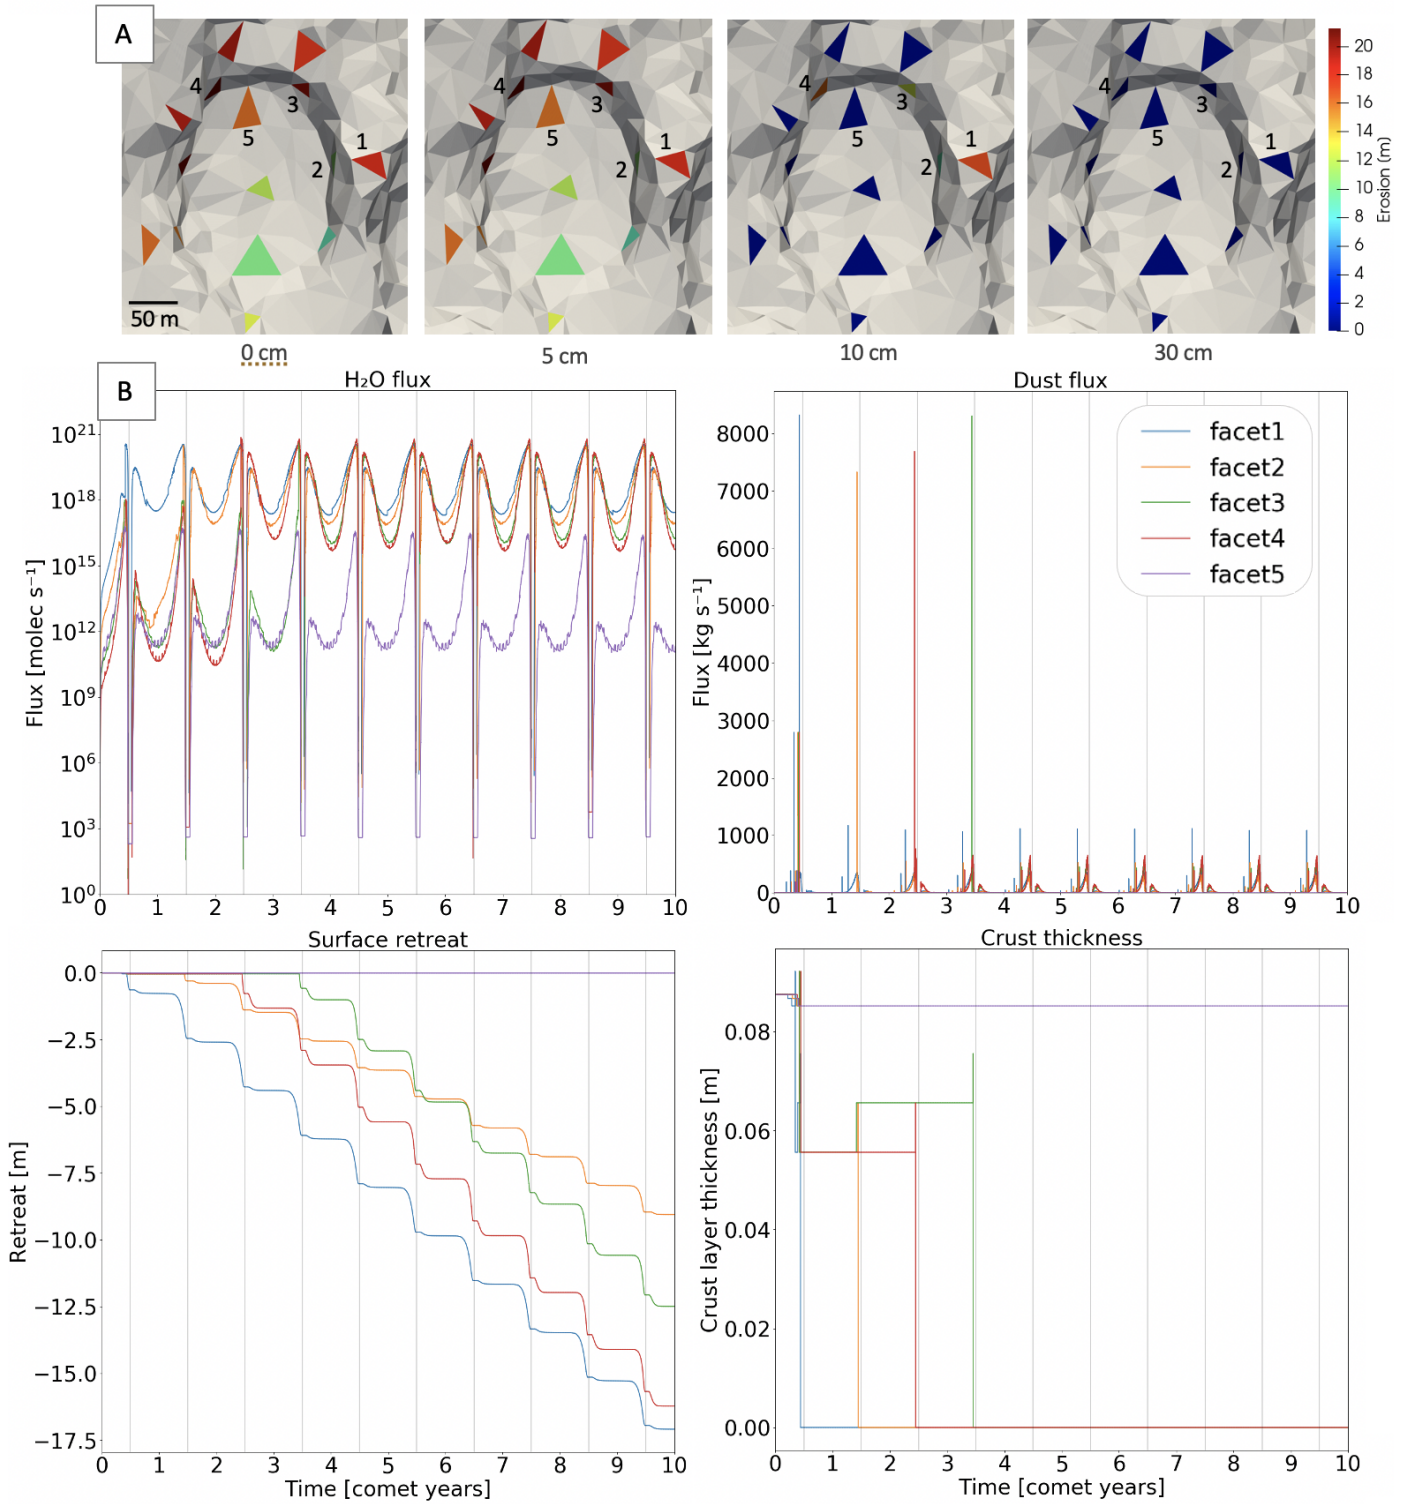 A
4
3
5
1
2
50 m
0 cm
4
3
5
1
2
5 cm
4
3
5
1
2
10 cm
4
3
5
1
2
30 cm
20
18
16
14
12
10
8
6
4
2
0
Erosion (m)
B
H₂O flux
10²¹
10¹⁸
10¹⁵
10¹²
10⁹
10⁶
10³
10⁰
Flux [molec s⁻¹]
0 1 2 3 4 5 6 7 8 9 10
Dust flux
8000
7000
6000
5000
4000
3000
2000
1000
0
Flux [kg s⁻¹]
facet1
facet2
facet3
facet4
facet5
0 1 2 3 4 5 6 7 8 9 10
Surface retreat
0.0
−2.5
−5.0
−7.5
−10.0
−12.5
−15.0
−17.5
Retreat [m]
0 1 2 3 4 5 6 7 8 9 10
Time [comet years]
Crust thickness
0.08
0.06
0.04
0.02
0.00
Crust layer thickness [m]
0 1 2 3 4 5 6 7 8 9 10
Time [comet years]